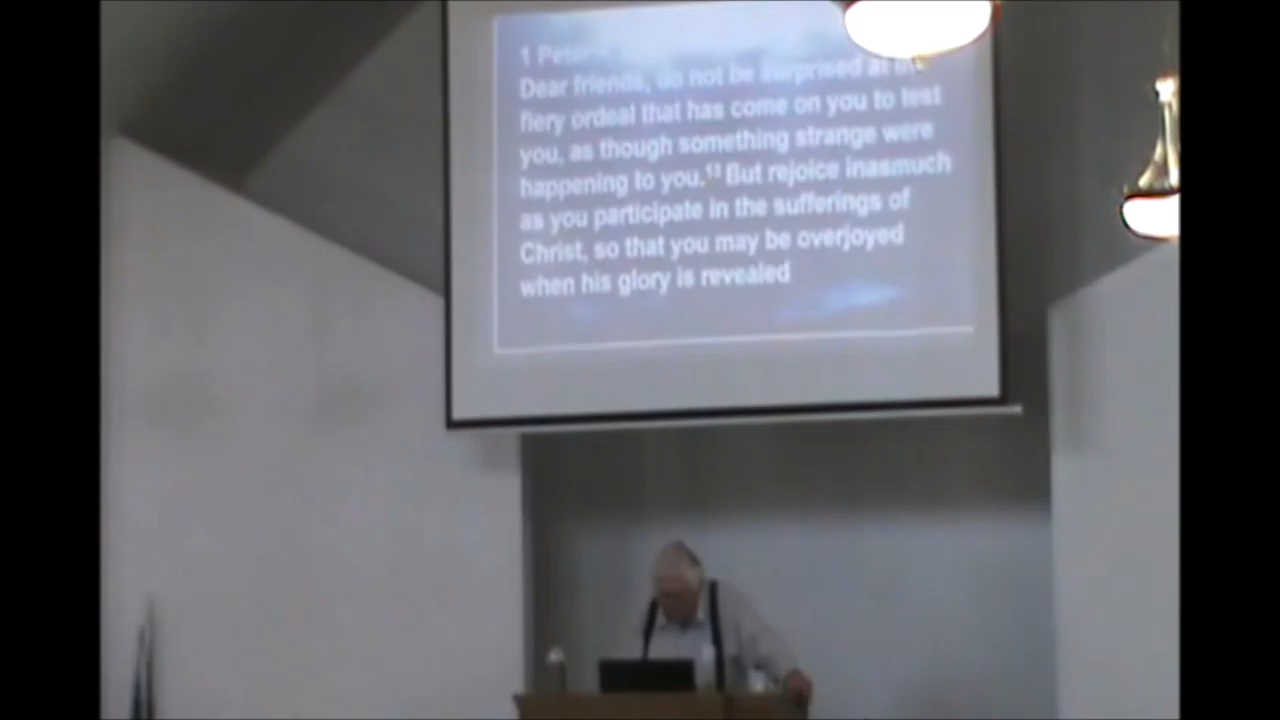 1 Peter
Dear friends, do not be surprised at the
fiery ordeal that has come on you to test
you, as though something strange were
happening to you.¹³ But rejoice inasmuch
as you participate in the sufferings of
Christ, so that you may be overjoyed
when his glory is revealed